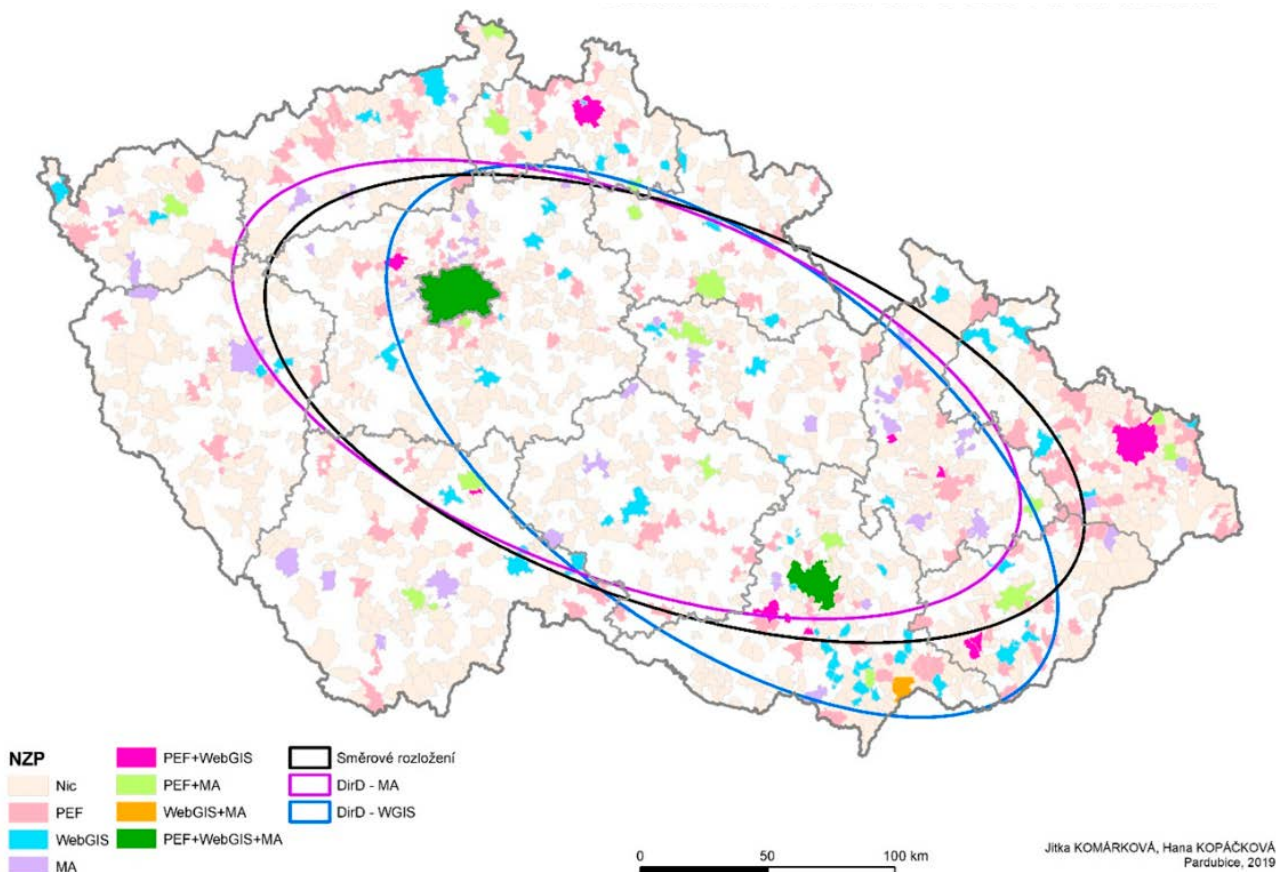 NZP
Nic
PEF
WebGIS
MA
PEF+WebGIS
PEF+MA
WebGIS+MA
PEF+WebGIS+MA
Směrové rozložení
DirD - MA
DirD - WGIS
0 50 100 km
Jitka KOMÁRKOVÁ, Hana KOPÁČKOVÁ
Pardubice, 2019